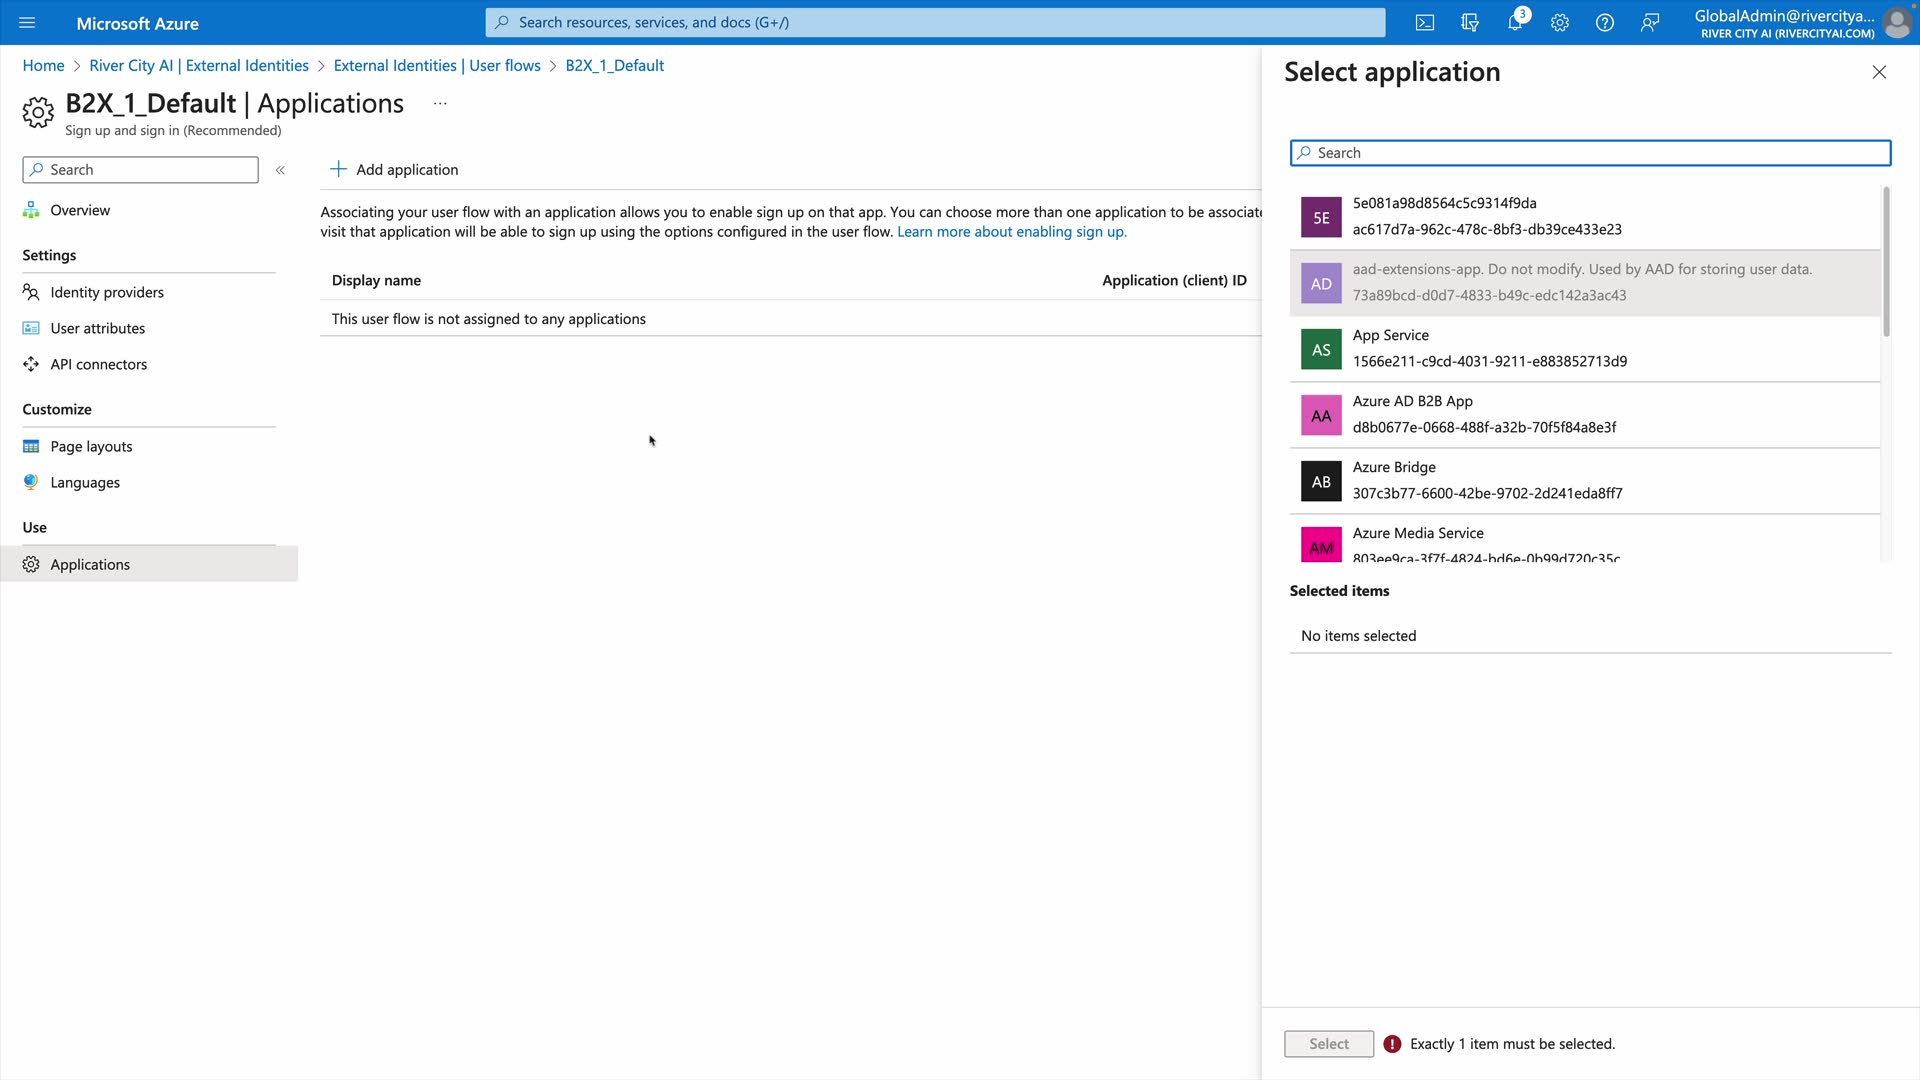 Microsoft Azure
Search resources, services, and docs (G+/)
3
GlobalAdmin@rivercitya...
RIVER CITY AI (RIVERCITYAI.COM)
Home > River City AI | External Identities > External Identities | User flows > B2X_1_Default
B2X_1_Default | Applications ...
Sign up and sign in (Recommended)
Search
«
Overview
Settings
Identity providers
User attributes
API connectors
Customize
Page layouts
Languages
Use
Applications
+ Add application
Associating your user flow with an application allows you to enable sign up on that app. You can choose more than one application to be associate
visit that application will be able to sign up using the options configured in the user flow. Learn more about enabling sign up.
Display name
Application (client) ID
This user flow is not assigned to any applications
Select application
Search
5E
5e081a98d8564c5c9314f9da
ac617d7a-962c-478c-8bf3-db39ce433e23
AD
aad-extensions-app. Do not modify. Used by AAD for storing user data.
73a89bcd-d0d7-4833-b49c-edc142a3ac43
AS
App Service
1566e211-c9cd-4031-9211-e883852713d9
AA
Azure AD B2B App
d8b0677e-0668-488f-a32b-70f5f84a8e3f
AB
Azure Bridge
307c3b77-6600-42be-9702-2d241eda8ff7
AM
Azure Media Service
803ee9ca-3f7f-4824-bd6e-0b99d720c35c
Selected items
No items selected
Select
Exactly 1 item must be selected.